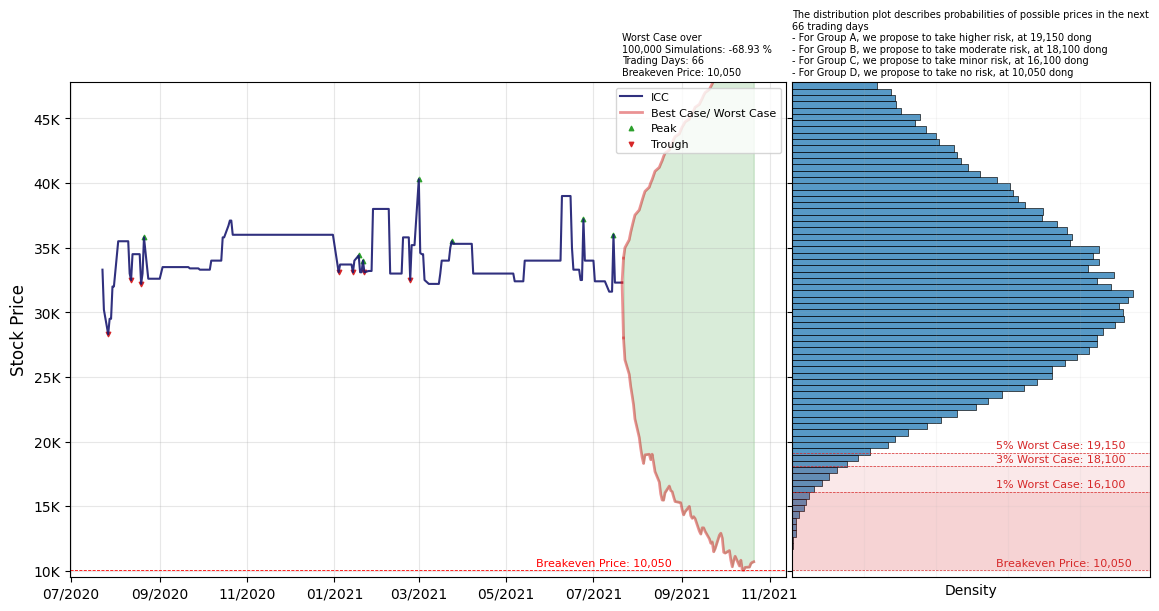 The distribution plot describes probabilities of possible prices in the next
66 trading days
- For Group A, we propose to take higher risk, at 19,150 dong
- For Group B, we propose to take moderate risk, at 18,100 dong
- For Group C, we propose to take minor risk, at 16,100 dong
- For Group D, we propose to take no risk, at 10,050 dong
Worst Case over
100,000 Simulations: -68.93 %
Trading Days: 66
Breakeven Price: 10,050
ICC
Best Case/ Worst Case
Peak
Trough
Stock Price
45K
40K
35K
30K
25K
20K
15K
10K
Breakeven Price: 10,050
07/2020
09/2020
11/2020
01/2021
03/2021
05/2021
07/2021
09/2021
11/2021
5% Worst Case: 19,150
3% Worst Case: 18,100
1% Worst Case: 16,100
Breakeven Price: 10,050
Density